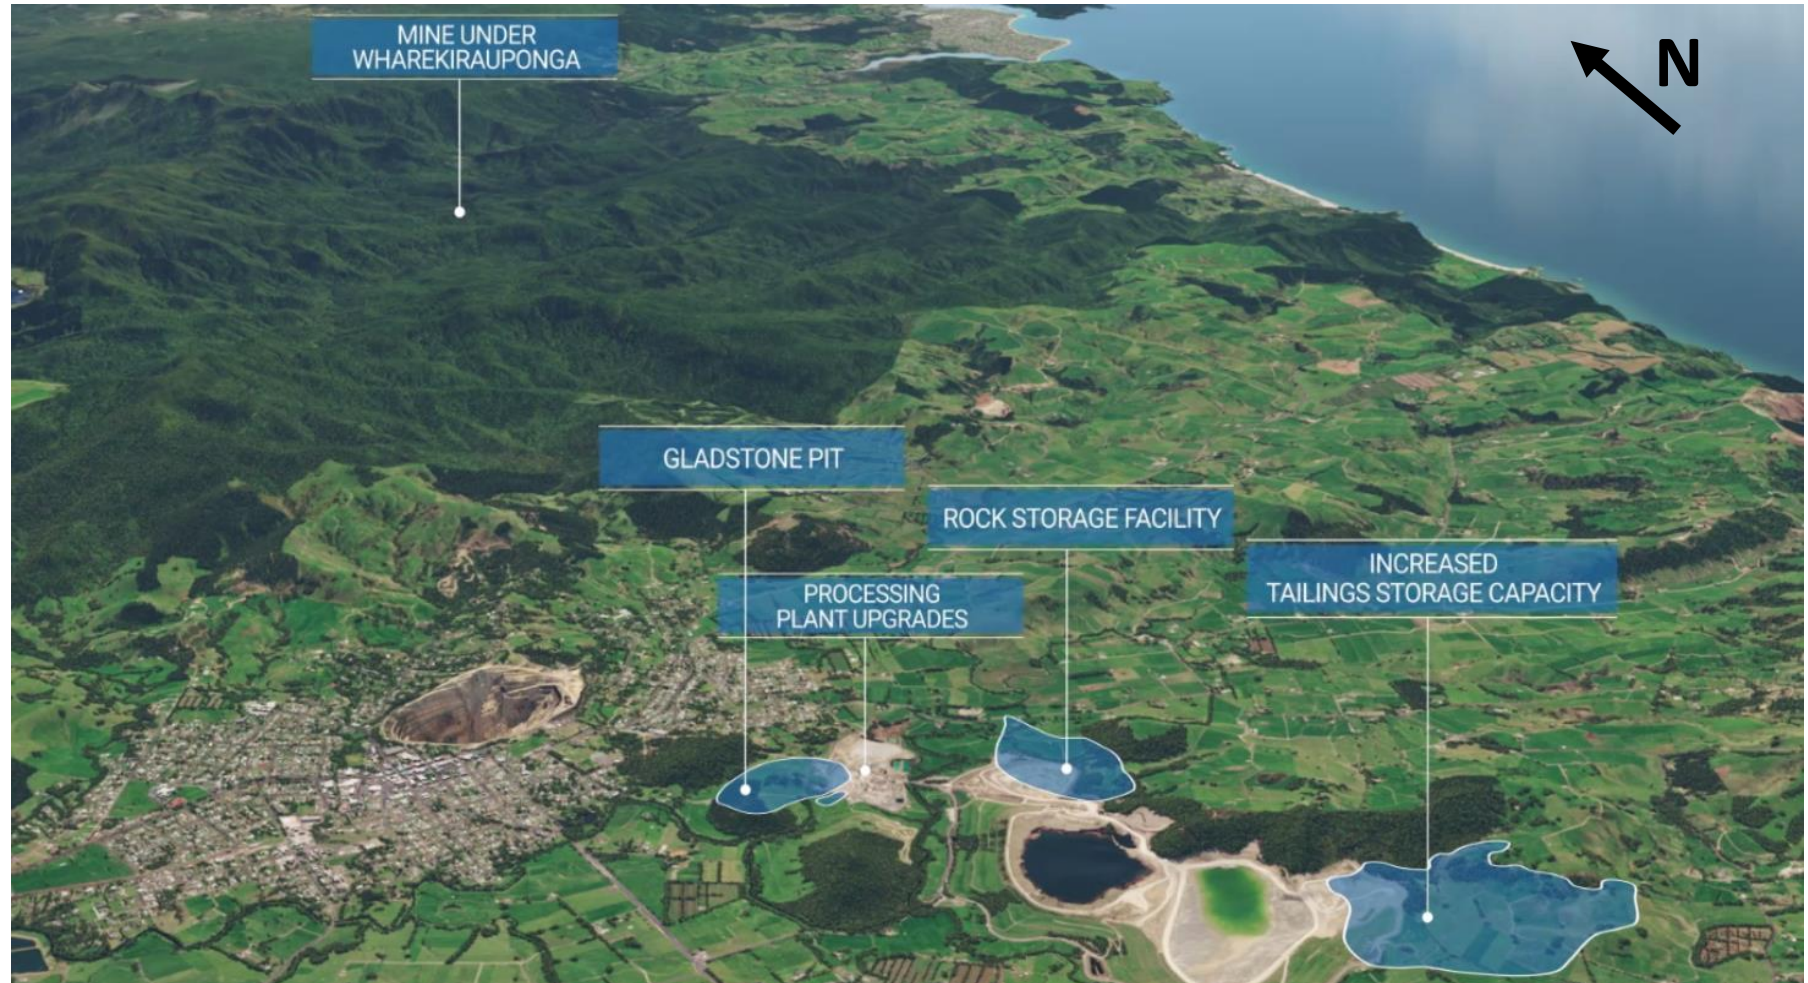 MINE UNDER
WHAREKIRAUPONGA
N
GLADSTONE PIT
ROCK STORAGE FACILITY
INCREASED
TAILINGS STORAGE CAPACITY
PROCESSING
PLANT UPGRADES